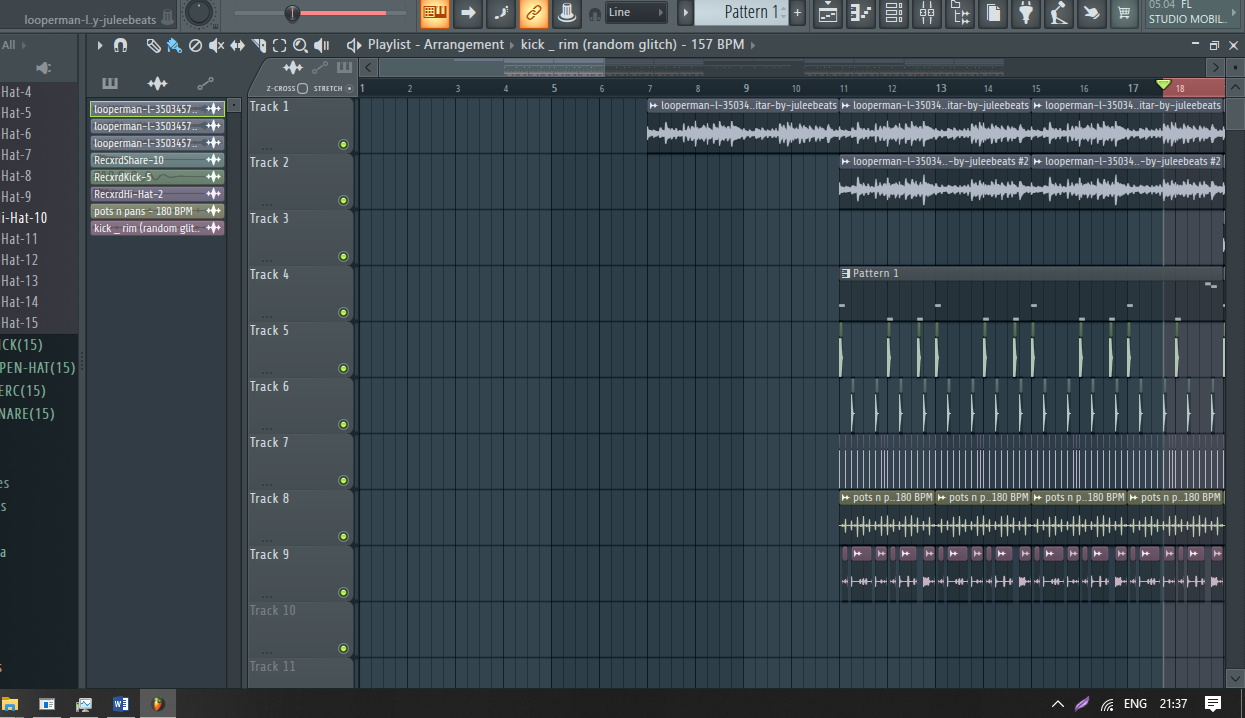 looperman-l.y-juleebeats
Line
Pattern 1
+
05.04 FL
STUDIO MOBIL..
All
Playlist - Arrangement
kick _ rim (random glitch) - 157 BPM
Z-CROSS
STRETCH
1 2 3 4 5 6 7 8 9 10 11 12 13 14 15 16 17 18
Hat-4
Hat-5
Hat-6
Hat-7
Hat-8
Hat-9
i-Hat-10
Hat-11
Hat-12
Hat-13
Hat-14
Hat-15
ICK(15)
PEN-HAT(15)
ERC(15)
NARE(15)
es
s
a
s
looperman-l-3503457..
looperman-l-3503457..
looperman-l-3503457..
RecxrdShare-10
RecxrdKick-5
RecxrdHi-Hat-2
pots n pans - 180 BPM
kick _ rim (random glit..
Track 1
looperman-l-35034...itar-by-juleebeats
looperman-l-35034...itar-by-juleebeats
looperman-l-35034...itar-by-juleebeats
Track 2
looperman-l-35034...-by-juleebeats #2
looperman-l-35034...-by-juleebeats #2
Track 3
Track 4
Pattern 1
Track 5
Track 6
Track 7
Track 8
pots n p..180 BPM
pots n p..180 BPM
pots n p..180 BPM
pots n p..180 BPM
Track 9
Track 10
Track 11
ENG
21:37